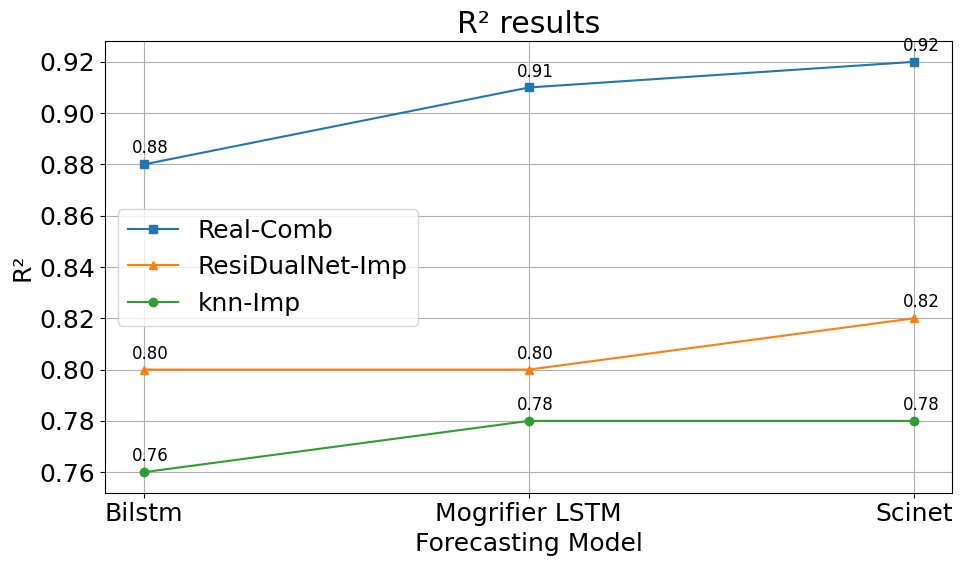 R² results
R²
0.92
0.90
0.88
0.86
0.84
0.82
0.80
0.78
0.76
0.88
0.91
0.92
0.80
0.80
0.82
0.76
0.78
0.78
Real-Comb
ResiDualNet-Imp
knn-Imp
Bilstm
Mogrifier LSTM
Scinet
Forecasting Model